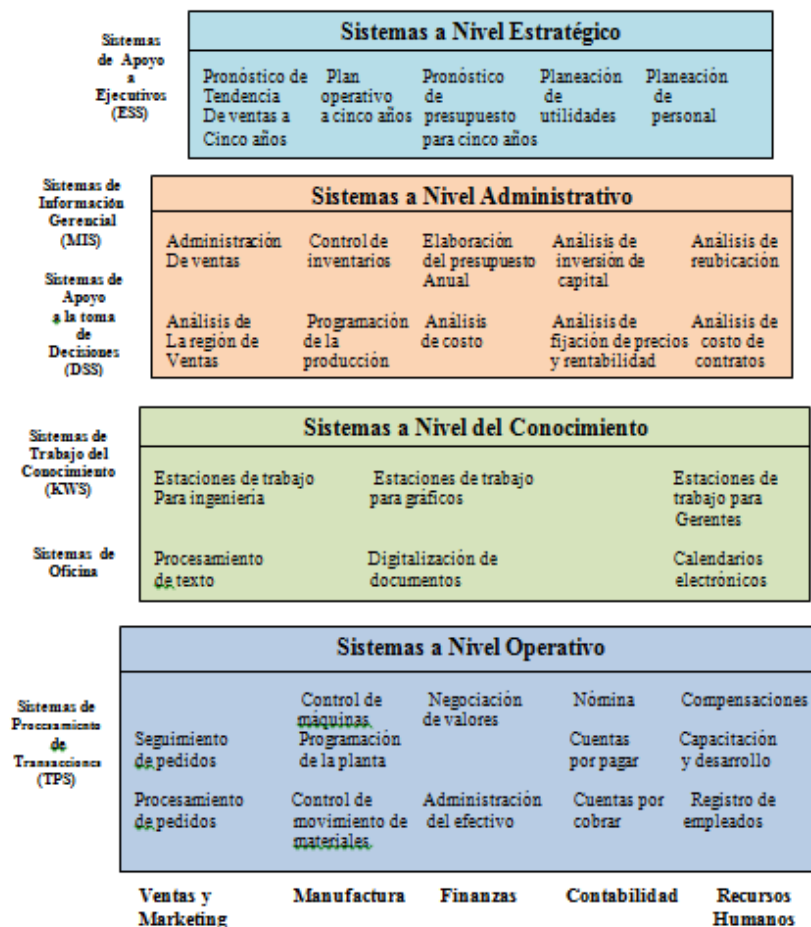 Sistemas
de Apoyo
a
Ejecutivos
(ESS)
Sistemas a Nivel Estratégico
Pronóstico de
Tendencia
De ventas a
Cinco años
Plan
operativo
a cinco años
Pronóstico
de
presupuesto
para cinco años
Planeación
de
utilidades
Planeación
de
personal
Sistemas de
Información
Gerencial
(MIS)
Sistemas de
Apoyo
a la toma
de
Decisiones
(DSS)
Sistemas a Nivel Administrativo
Administración
De ventas
Control de
inventarios
Elaboración
del presupuesto
Anual
Análisis de
inversión de
capital
Análisis de
reubicación
Análisis de
La región de
Ventas
Programación
de la
producción
Análisis
de costo
Análisis de
fijación de precios
y rentabilidad
Análisis de
costo de
contratos
Sistemas de
Trabajo del
Conocimiento
(KWS)
Sistemas de
Oficina
Sistemas a Nivel del Conocimiento
Estaciones de trabajo
Para ingeniería
Estaciones de trabajo
para gráficos
Estaciones de
trabajo para
Gerentes
Procesamiento
de texto
Digitalización de
documentos
Calendarios
electrónicos
Sistemas de
Procesamiento
de
Transacciones
(TPS)
Sistemas a Nivel Operativo
Control de
máquinas
Negociación
de valores
Nómina
Compensaciones
Seguimiento
de pedidos
Programación
de la planta
Cuentas
por pagar
Capacitación
y desarrollo
Procesamiento
de pedidos
Control de
movimiento de
materiales
Administración
del efectivo
Cuentas por
cobrar
Registro de
empleados
Ventas y
Marketing
Manufactura
Finanzas
Contabilidad
Recursos
Humanos